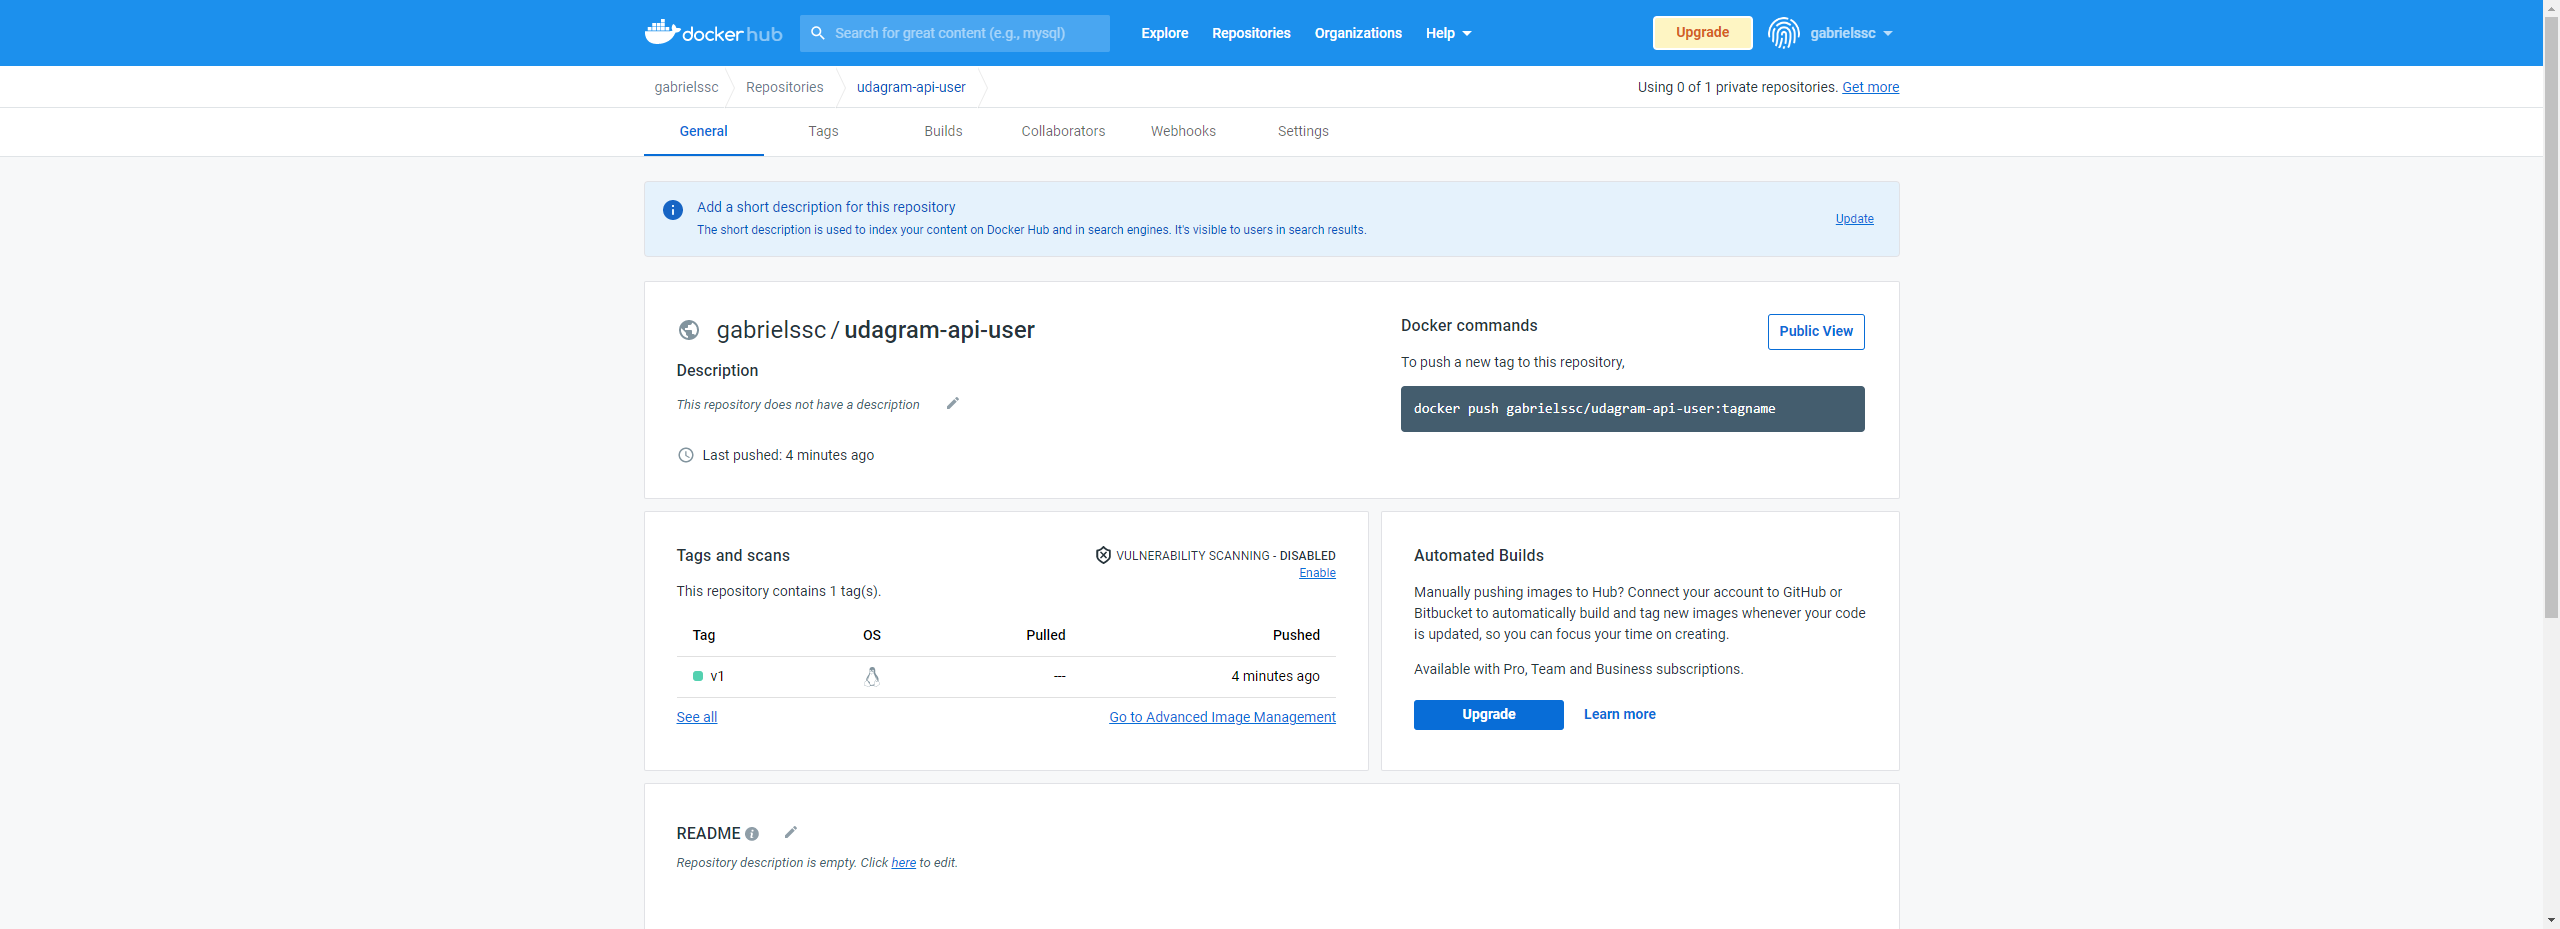 docker hub
Search for great content (e.g., mysql)
Explore
Repositories
Organizations
Help
Upgrade
gabrielssc
gabrielssc
Repositories
udagram-api-user
Using 0 of 1 private repositories. Get more
General
Tags
Builds
Collaborators
Webhooks
Settings
Add a short description for this repository
The short description is used to index your content on Docker Hub and in search engines. It's visible to users in search results.
Update
gabrielssc / udagram-api-user
Description
This repository does not have a description
Last pushed: 4 minutes ago
Docker commands
Public View
To push a new tag to this repository,
docker push gabrielssc/udagram-api-user:tagname
Tags and scans
VULNERABILITY SCANNING - DISABLED
Enable
This repository contains 1 tag(s).
Tag OS Pulled Pushed
v1 --- 4 minutes ago
See all
Go to Advanced Image Management
Automated Builds
Manually pushing images to Hub? Connect your account to GitHub or
Bitbucket to automatically build and tag new images whenever your code
is updated, so you can focus your time on creating.
Available with Pro, Team and Business subscriptions.
Upgrade
Learn more
README
Repository description is empty. Click here to edit.